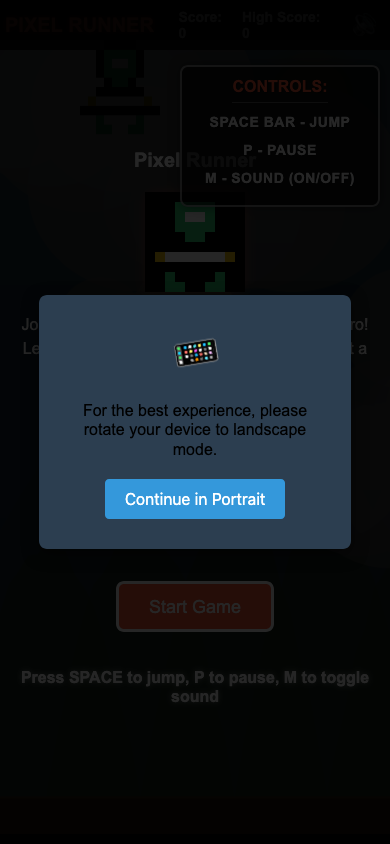 PIXEL RUNNER
Score: 0
High Score: 0
CONTROLS:
SPACE BAR - JUMP
P - PAUSE
M - SOUND (ON/OFF)
Pixel Runner
Jo ro!
Le t a
For the best experience, please
rotate your device to landscape
mode.
Continue in Portrait
Start Game
Press SPACE to jump, P to pause, M to toggle
sound